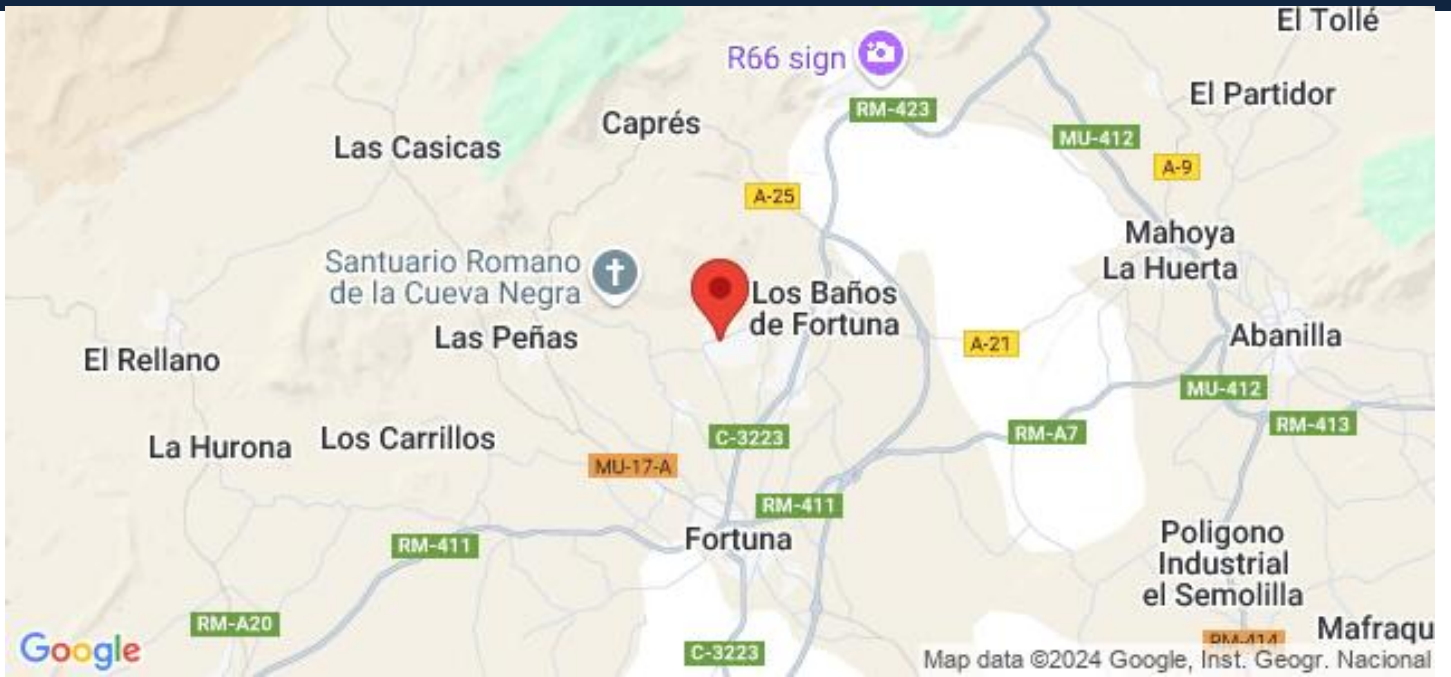 El Tollé
R66 sign
El Partidor
RM-423
Caprés
MU-412
Las Casicas
A-9
A-25
Mahoya
La Huerta
Santuario Romano
de la Cueva Negra
Los Baños
de Fortuna
Las Peñas
A-21
Abanilla
El Rellano
MU-412
RM-413
C-3223
RM-A7
Los Carrillos
La Hurona
MU-17-A
RM-411
Fortuna
RM-411
Poligono
Industrial
el Semolilla
RM-A20
Mafraqu
RM-414
Google
C-3223
Map data ©2024 Google, Inst. Geogr. Nacional